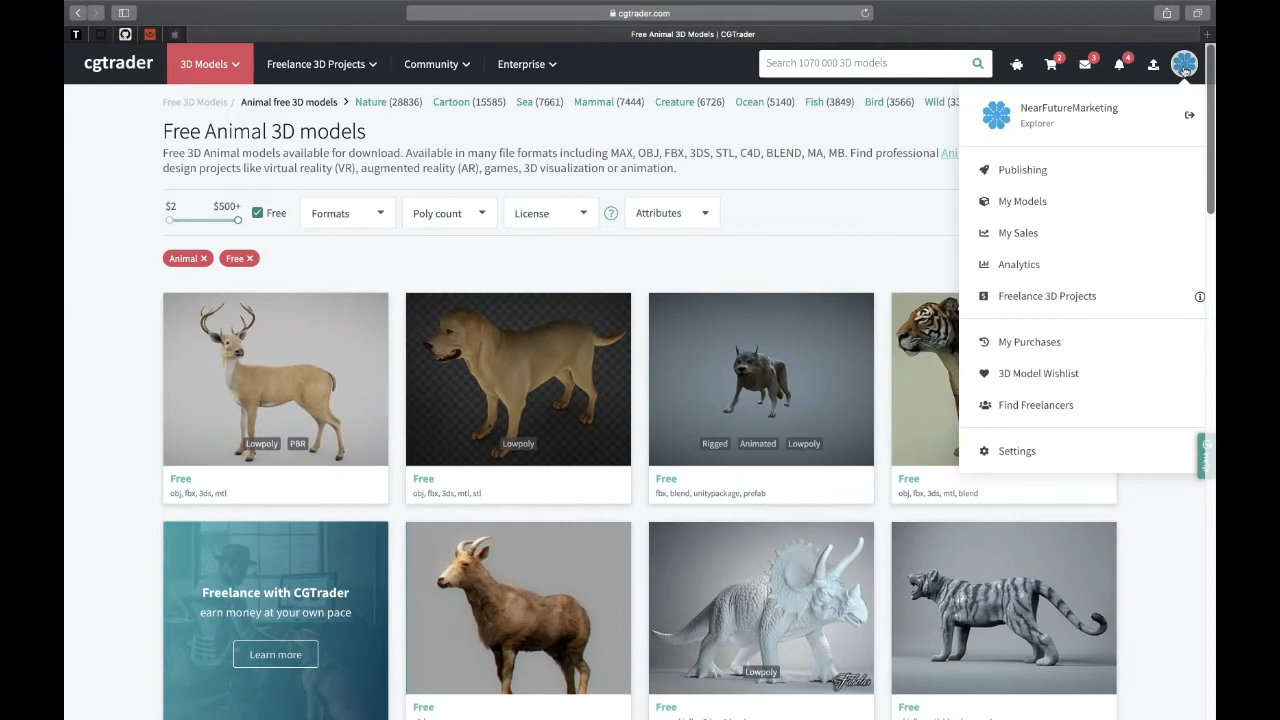 cgtrader.com
T
Free Animal 3D Models | CGTrader
cgtrader
3D Models
Freelance 3D Projects
Community
Enterprise
Search 1070 000 3D models
2
3
4
Free 3D Models /
Animal free 3D models
Nature (28836)
Cartoon (15585)
Sea (7661)
Mammal (7444)
Creature (6726)
Ocean (5140)
Fish (3849)
Bird (3566)
Wild (33
NearFutureMarketing
Explorer
Free Animal 3D models
Free 3D Animal models available for download. Available in many file formats including MAX, OBJ, FBX, 3DS, STL, C4D, BLEND, MA, MB. Find professional Ani
design projects like virtual reality (VR), augmented reality (AR), games, 3D visualization or animation.
Publishing
My Models
My Sales
Analytics
Freelance 3D Projects
My Purchases
3D Model Wishlist
Find Freelancers
Settings
$2
$500+
Free
Formats
Poly count
License
?
Attributes
Animal ✕
Free ✕
Lowpoly
PBR
Lowpoly
Rigged
Animated
Lowpoly
Free
obj, fbx, 3ds, mtl
Free
obj, fbx, 3ds, mtl, stl
Free
fbx, blend, unitypackage, prefab
Free
obj, fbx, 3ds, mtl, blend
Freelance with CGTrader
earn money at your own pace
Learn more
Lowpoly
Free
Free
Free